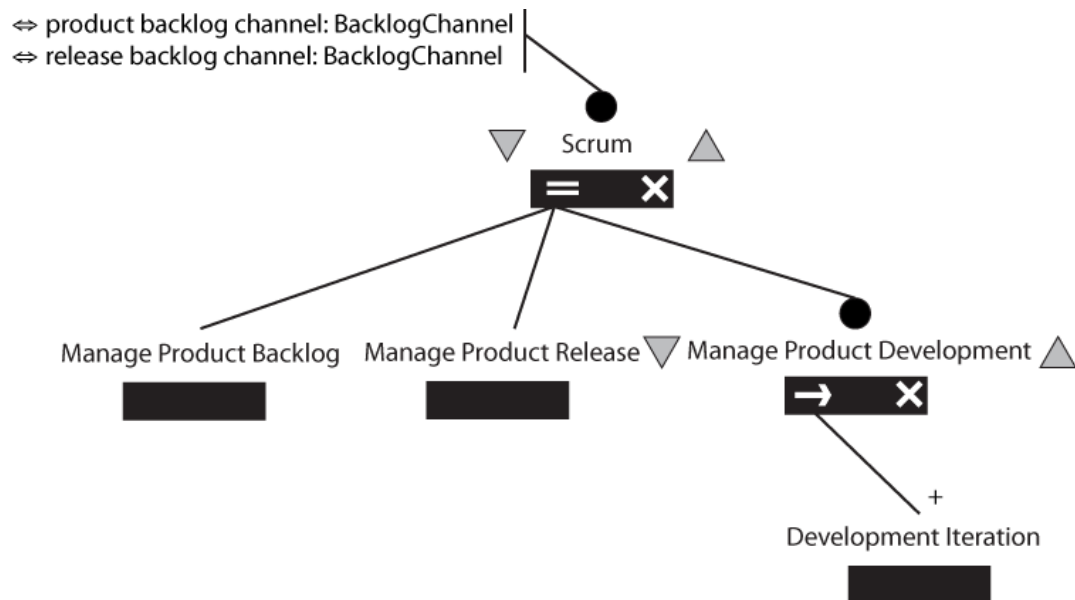 ⇔ product backlog channel: BacklogChannel
⇔ release backlog channel: BacklogChannel
Scrum
= ×
Manage Product Backlog
Manage Product Release
Manage Product Development
→ ×
+
Development Iteration